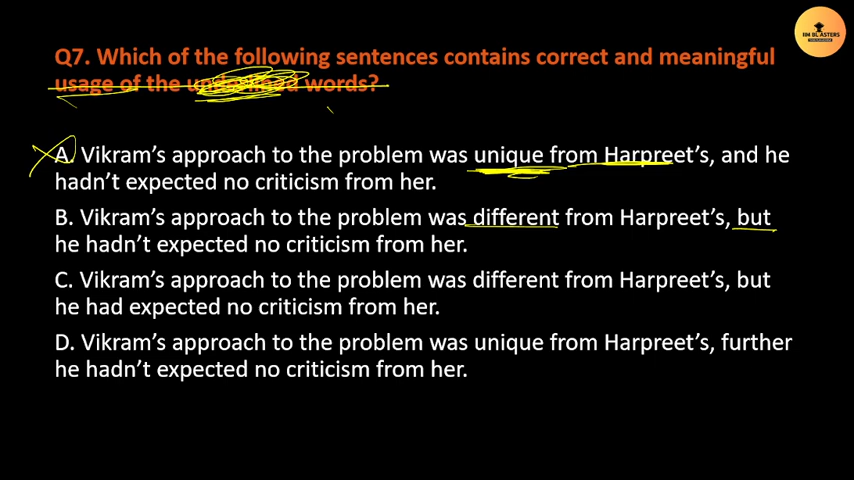 IIM BLASTERS
Q7. Which of the following sentences contains correct and meaningful
usage of the underlined words?
A. Vikram's approach to the problem was unique from Harpreet's, and he
hadn't expected no criticism from her.
B. Vikram's approach to the problem was different from Harpreet's, but
he hadn't expected no criticism from her.
C. Vikram's approach to the problem was different from Harpreet's, but
he had expected no criticism from her.
D. Vikram's approach to the problem was unique from Harpreet's, further
he hadn't expected no criticism from her.